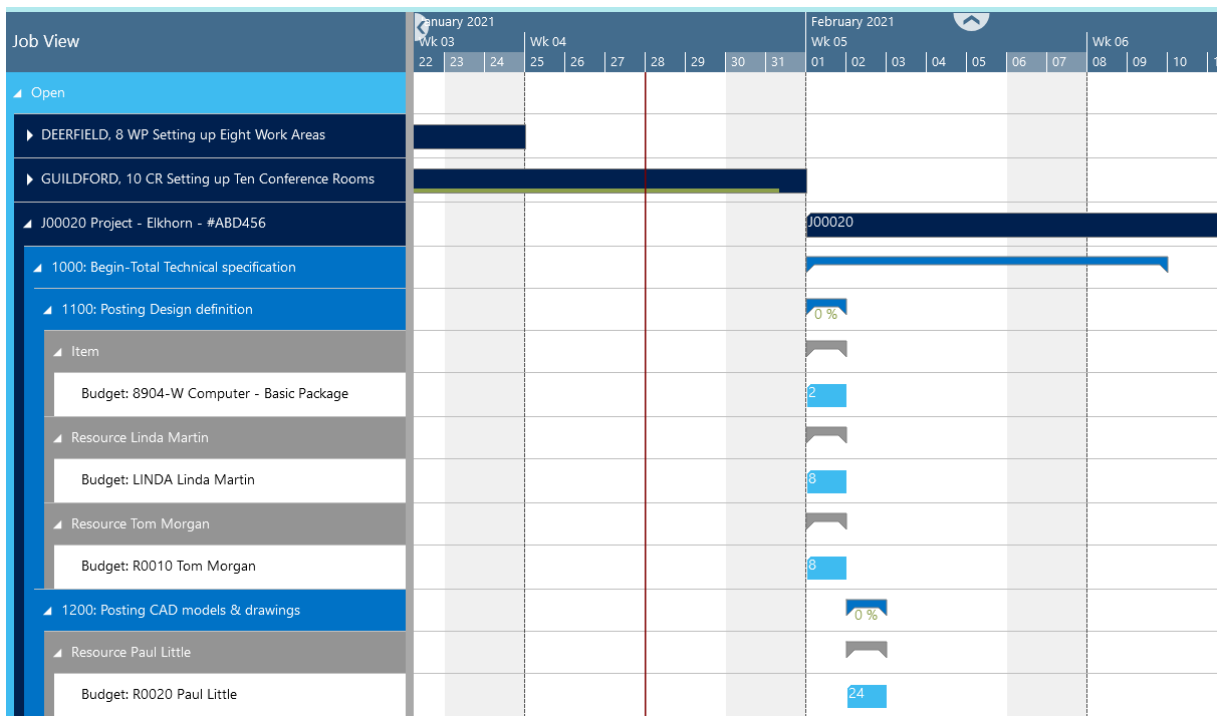 Job View
anuary 2021
February 2021
Wk 03 Wk 04 Wk 05 Wk 06
22 23 24 25 26 27 28 29 30 31 01 02 03 04 05 06 07 08 09 10
Open
DEERFIELD, 8 WP Setting up Eight Work Areas
GUILDFORD, 10 CR Setting up Ten Conference Rooms
J00020 Project - Elkhorn - #ABD456
J00020
1000: Begin-Total Technical specification
1100: Posting Design definition
0 %
Item
Budget: 8904-W Computer - Basic Package
2
Resource Linda Martin
Budget: LINDA Linda Martin
8
Resource Tom Morgan
Budget: R0010 Tom Morgan
8
1200: Posting CAD models & drawings
0 %
Resource Paul Little
Budget: R0020 Paul Little
24